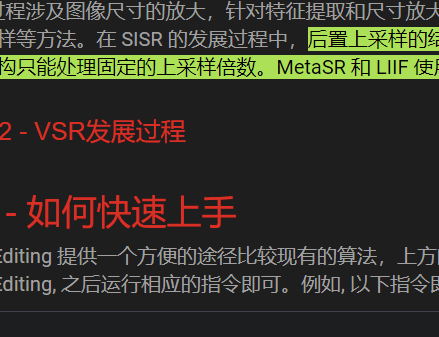 过程涉及图像尺寸的放大，针对特征提取和尺寸放大
样等方法。在 SISR 的发展过程中，后置上采样的结
构只能处理固定的上采样倍数。MetaSR 和 LIIF 使用
2 - VSR发展过程
- 如何快速上手
Editing 提供一个方便的途径比较现有的算法，上方
Editing, 之后运行相应的指令即可。例如, 以下指令即